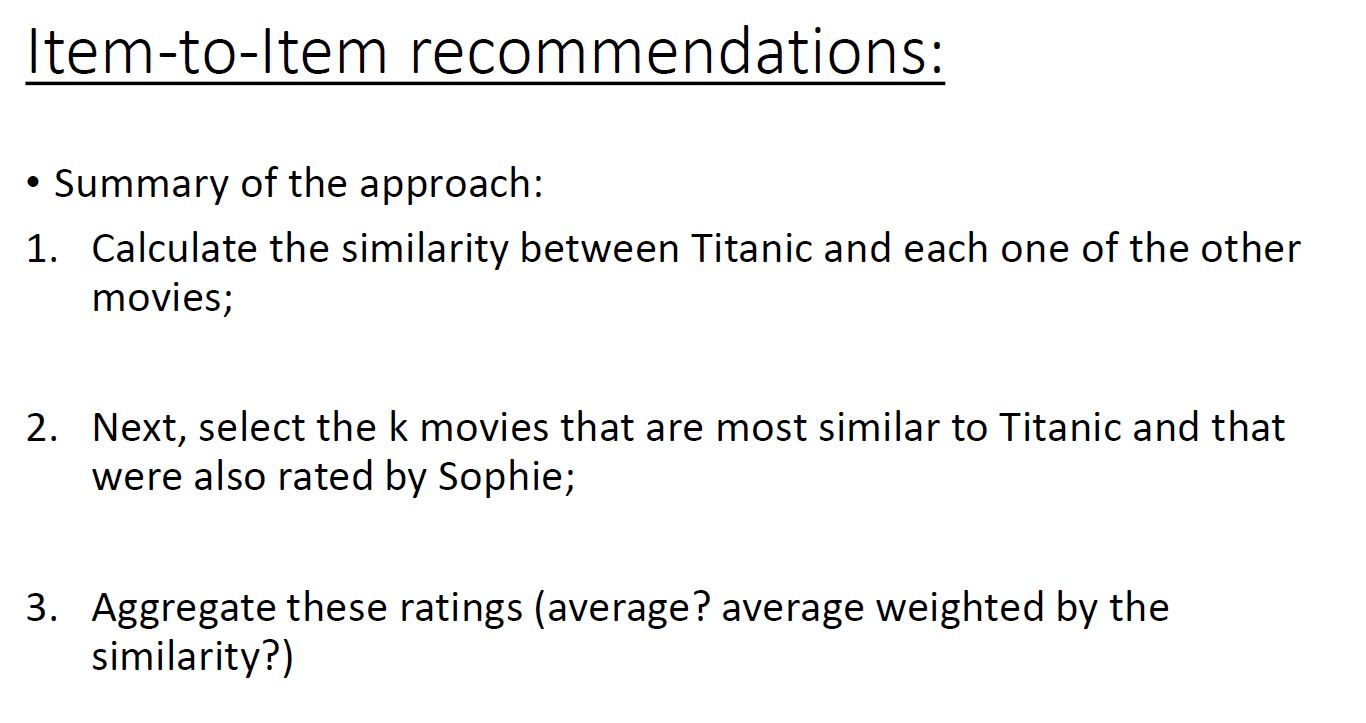 Item-to-Item recommendations:
• Summary of the approach:
1. Calculate the similarity between Titanic and each one of the other
movies;
2. Next, select the k movies that are most similar to Titanic and that
were also rated by Sophie;
3. Aggregate these ratings (average? average weighted by the
similarity?)